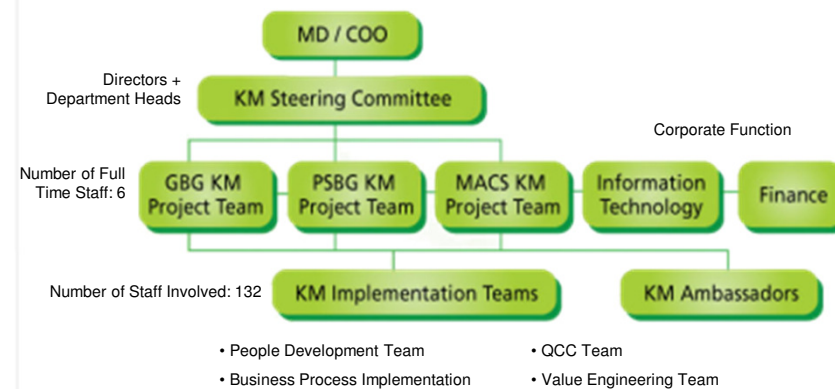 MD / COO
Directors +
Department Heads
KM Steering Committee
Corporate Function
Number of Full
Time Staff: 6
GBG KM
Project Team
PSBG KM
Project Team
MACS KM
Project Team
Information
Technology
Finance
Number of Staff Involved: 132
KM Implementation Teams
KM Ambassadors
• People Development Team
• QCC Team
• Business Process Implementation
• Value Engineering Team